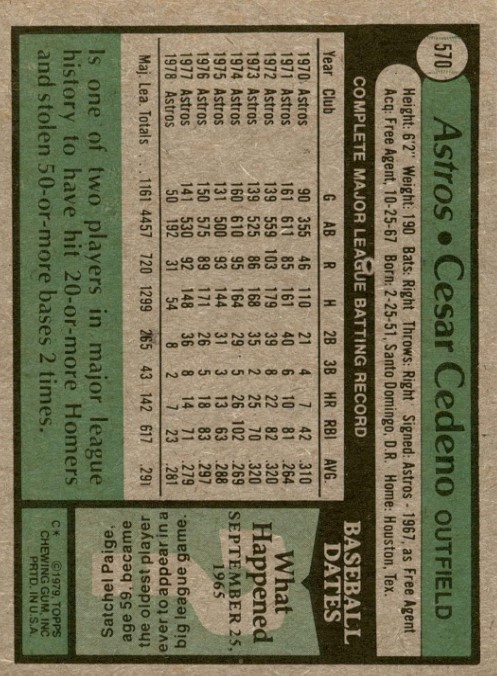 570
Astros • Cesar Cedeno OUTFIELD
Height: 6'2" Weight: 190 Bats: Right Throws: Right Signed: Astros - 1967, as Free Agent
Acq: Free Agent, 10-25-67 Born: 2-25-51, Santo Domingo, D.R. Home: Houston, Tex.
COMPLETE MAJOR LEAGUE BATTING RECORD
Year Club G AB R H 2B 3B HR RBI AVG.
1970 Astros 90 355 46 110 21 4 7 42 .310
1971 Astros 161 611 85 161 40 6 10 81 .264
1972 Astros 139 559 103 179 39 8 22 82 .320
1973 Astros 139 525 86 168 35 2 25 70 .320
1974 Astros 160 610 95 164 29 5 26 102 .269
1975 Astros 131 500 93 144 31 3 13 63 .288
1976 Astros 150 575 89 171 26 5 18 83 .297
1977 Astros 141 530 92 148 36 8 14 71 .279
1978 Astros 50 192 31 54 8 2 7 23 .281
Maj. Lea. Totals 1161 4457 720 1299 265 43 142 617 .291
Is one of two players in major league
history to have hit 20-or-more Homers
and stolen 50-or-more bases 2 times.
BASEBALL
DATES
What
Happened
SEPTEMBER 25,
1965
Satchel Paige,
age 59, became
the oldest player
ever to appear in a
big league game.
C*
©1979, TOPPS
CHEWING GUM, INC
PRTD. IN U.S.A.